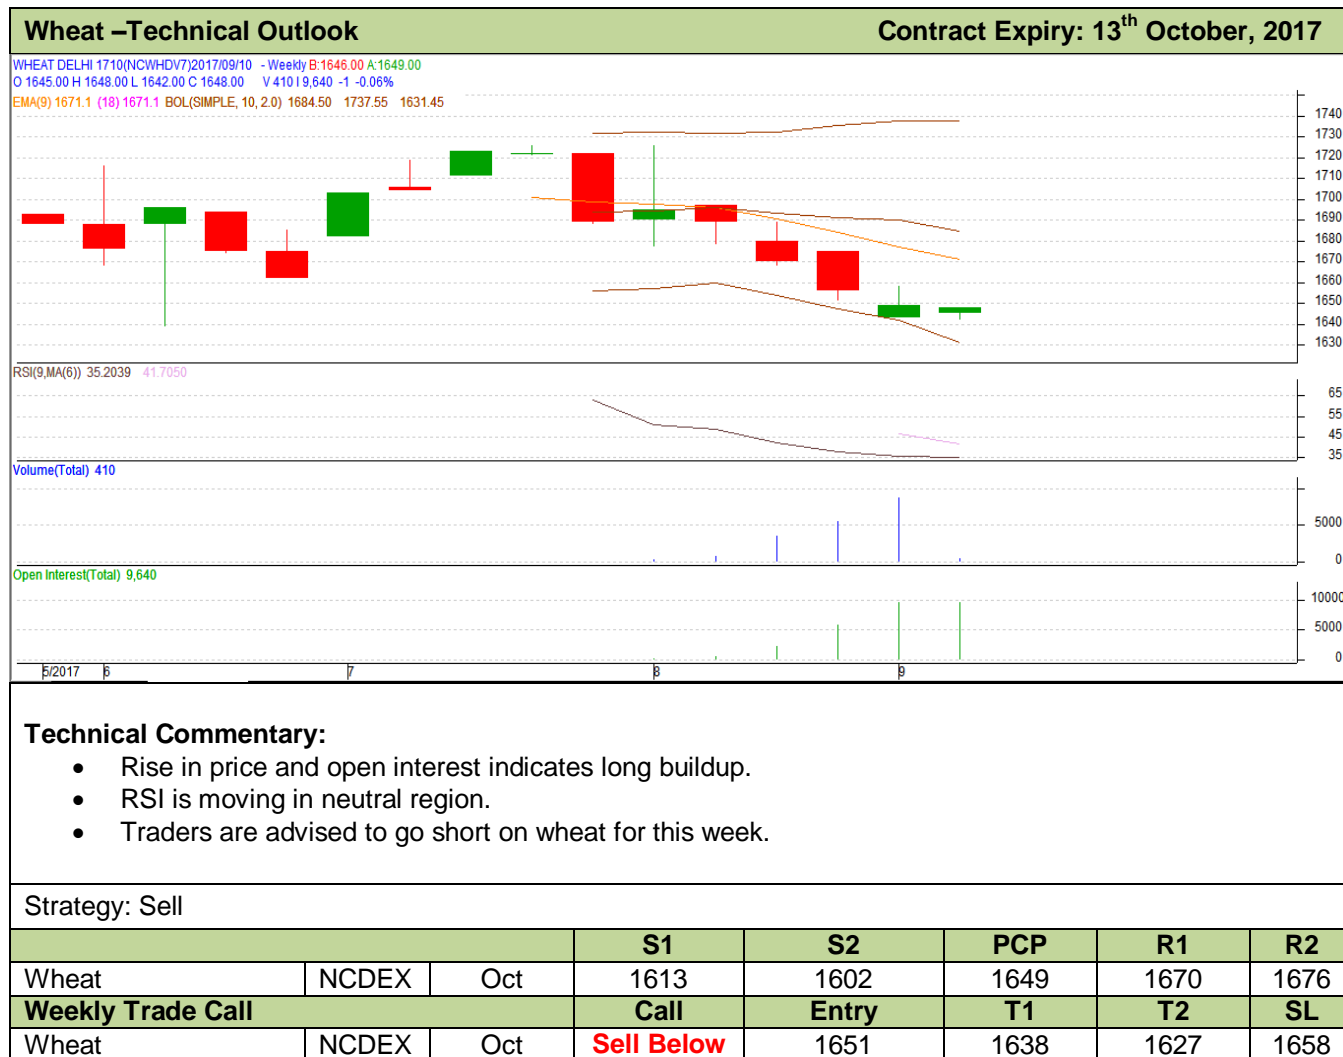 Wheat –Technical Outlook Contract Expiry: 13th October, 2017
WHEAT DELHI 1710(NCWHDV7)2017/09/10 - Weekly B:1646.00 A:1649.00
O 1645.00 H 1648.00 L 1642.00 C 1648.00 V 410 I 9,640 -1 -0.06%
EMA(9) 1671.1 (18) 1671.1 BOL(SIMPLE, 10, 2.0) 1684.50 1737.55 1631.45
1740
1730
1720
1710
1700
1690
1680
1670
1660
1650
1640
1630
RSI(9,MA(6)) 35.2039 41.7050
65
55
45
35
Volume(Total) 410
5000
0
Open Interest(Total) 9,640
10000
5000
0
5/2017 6 7 8 9
Technical Commentary:
• Rise in price and open interest indicates long buildup.
• RSI is moving in neutral region.
• Traders are advised to go short on wheat for this week.
Strategy: Sell
S1 S2 PCP R1 R2
Wheat NCDEX Oct 1613 1602 1649 1670 1676
Weekly Trade Call Call Entry T1 T2 SL
Wheat NCDEX Oct Sell Below 1651 1638 1627 1658